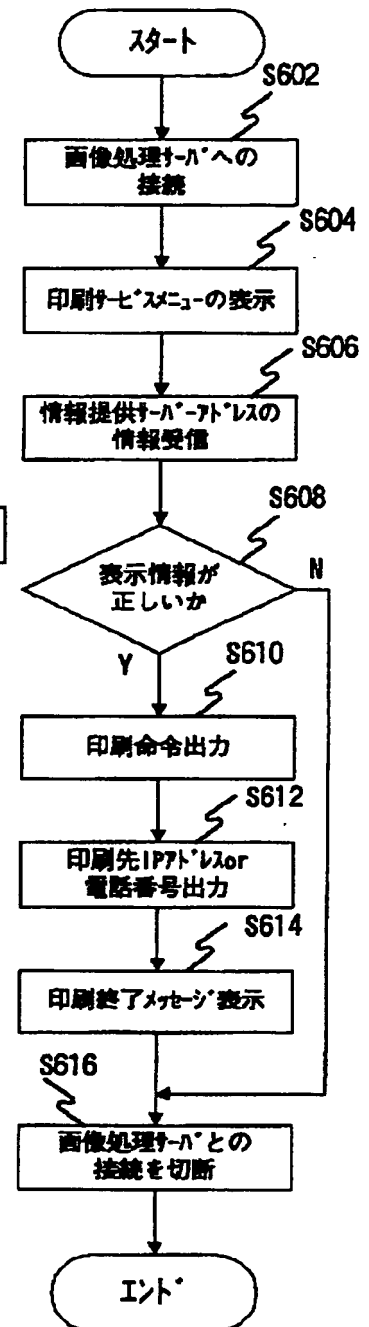 スタート
S602
画像処理サーバへの
接続
S604
印刷サービスメニューの表示
S606
情報提供サーバーアドレスの
情報受信
S608
表示情報が
正しいか
N
Y
S610
印刷命令出力
S612
印刷先IPアドレスor
電話番号出力
S614
印刷終了メッセージ表示
S616
画像処理サーバとの
接続を切断
エンド